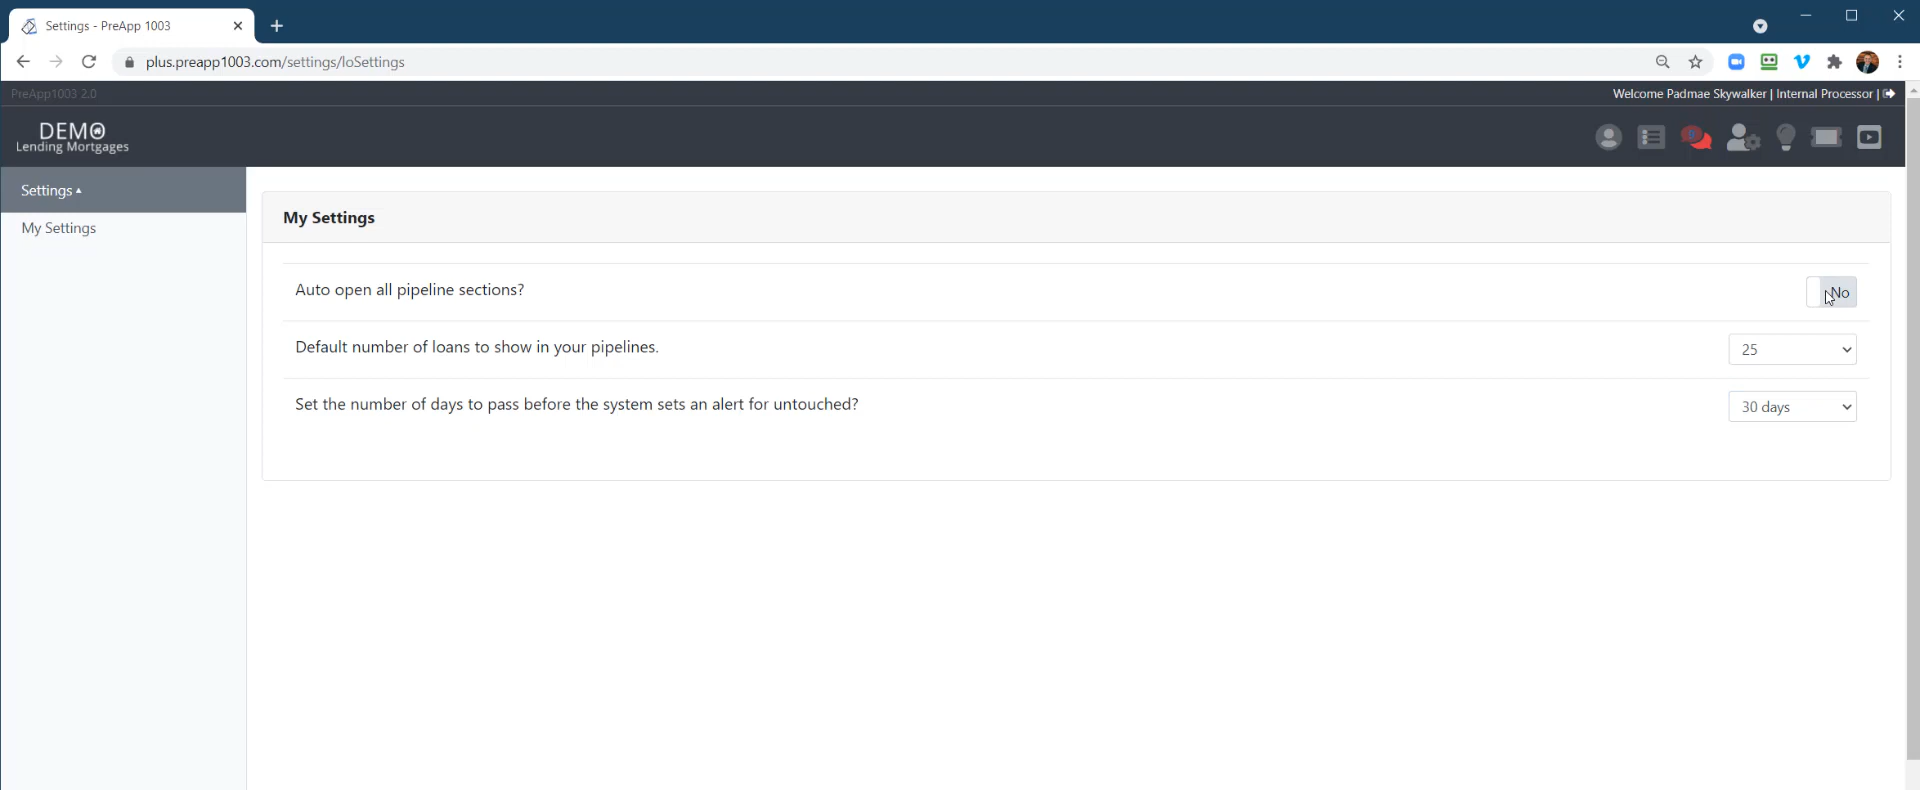 Settings - PreApp 1003
plus.preapp1003.com/settings/loSettings
PreApp1003 2.0
Welcome Padmae Skywalker | Internal Processor |
DEMO
Lending Mortgages
Settings
My Settings
My Settings
Auto open all pipeline sections?
No
Default number of loans to show in your pipelines.
25
Set the number of days to pass before the system sets an alert for untouched?
30 days